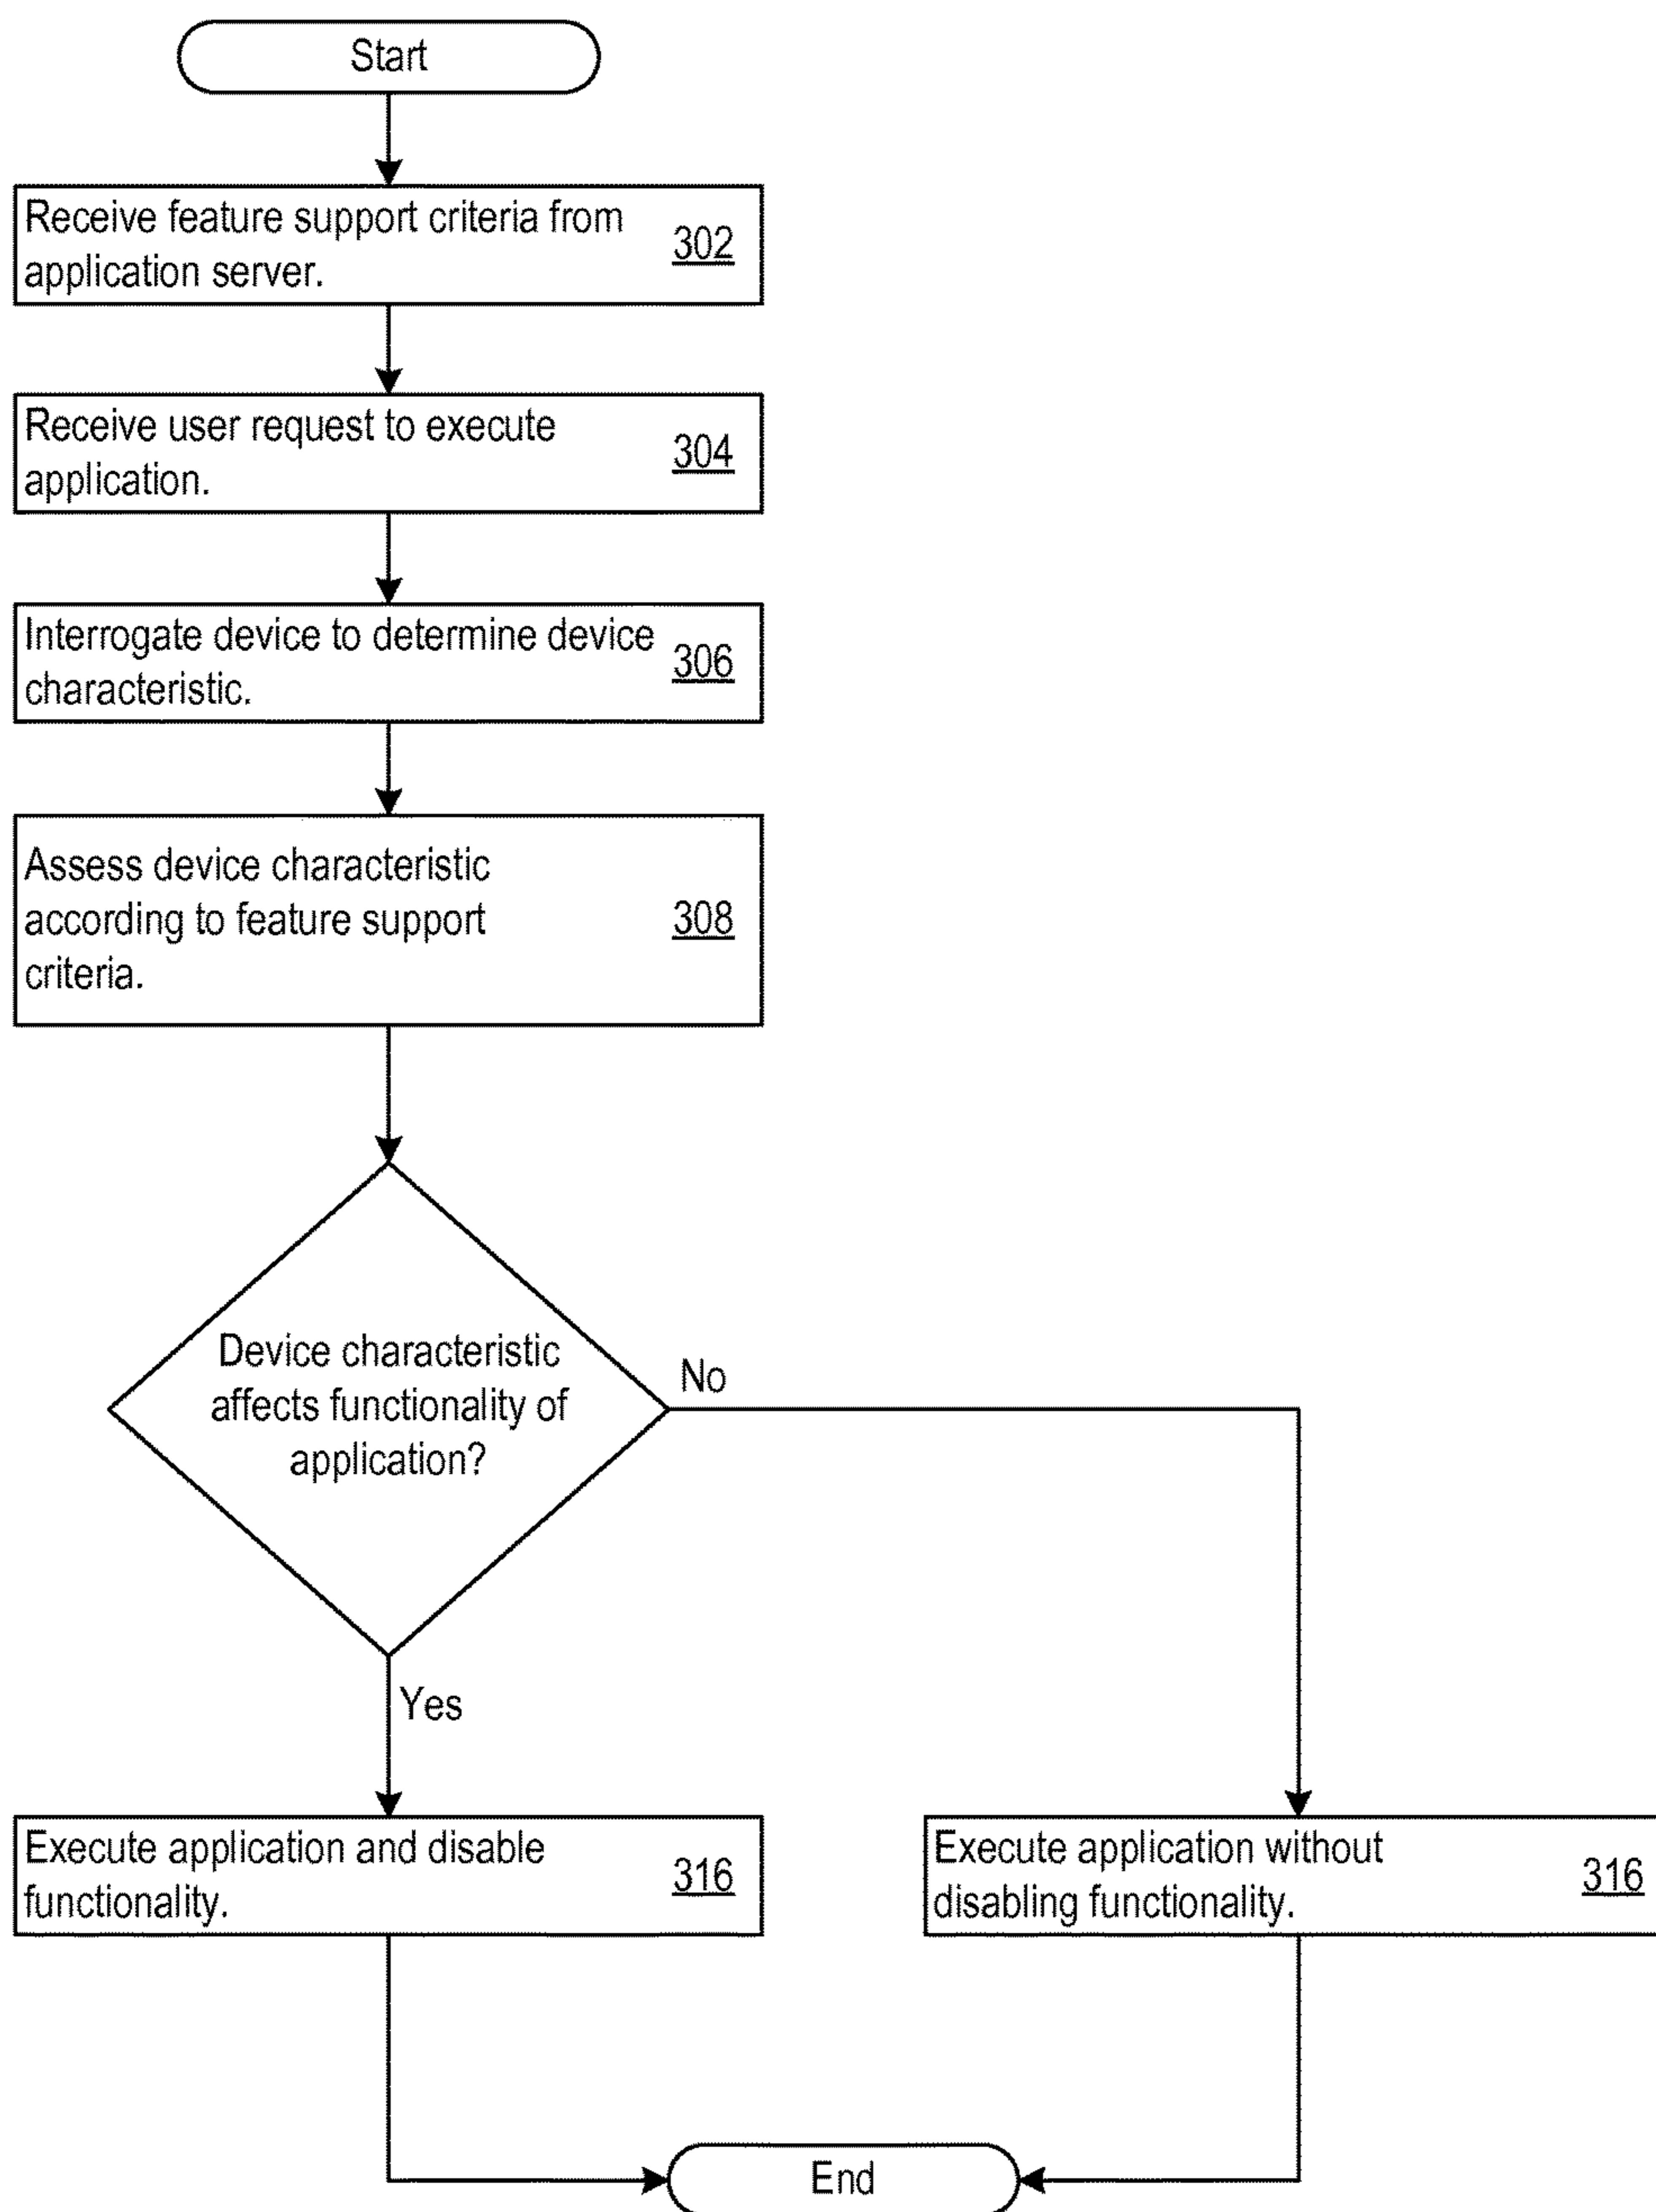 Start
Receive feature support criteria from
application server.
302
Receive user request to execute
application.
304
Interrogate device to determine device
characteristic.
306
Assess device characteristic
according to feature support
criteria.
308
Device characteristic
affects functionality of
application?
No
Yes
Execute application and disable
functionality.
316
Execute application without
disabling functionality.
316
End